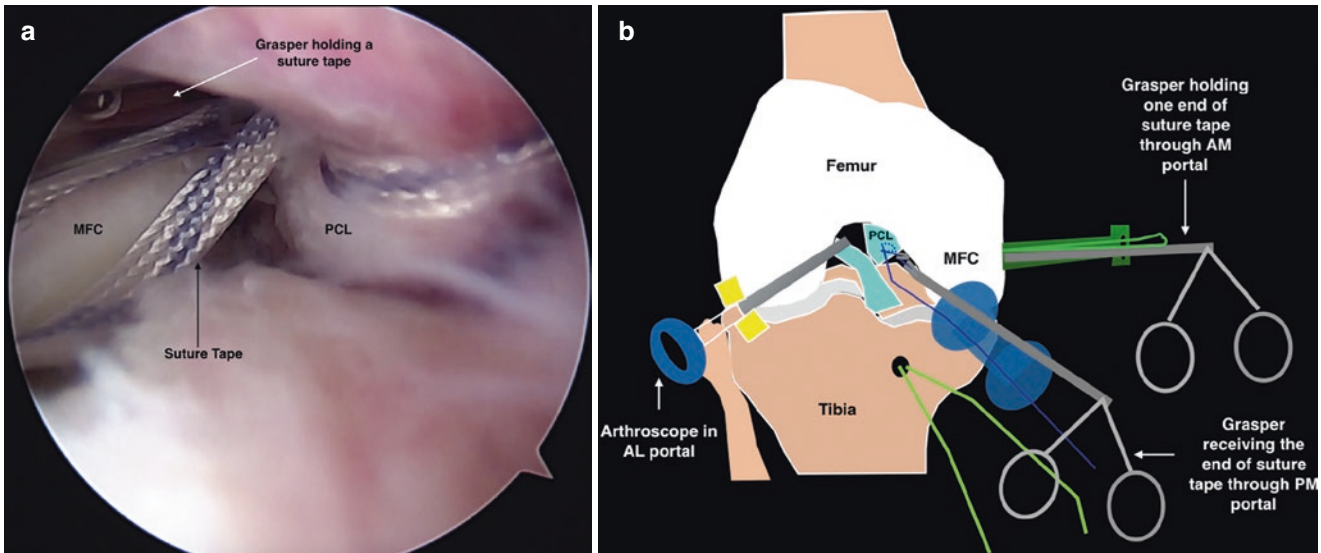 a
Grasper holding a
suture tape
MFC
PCL
Suture Tape
b
Grasper holding
one end of
suture tape
through AM
portal
Femur
PCL
MFC
Tibia
Arthroscope in
AL portal
Grasper
receiving the
end of suture
tape through PM
portal